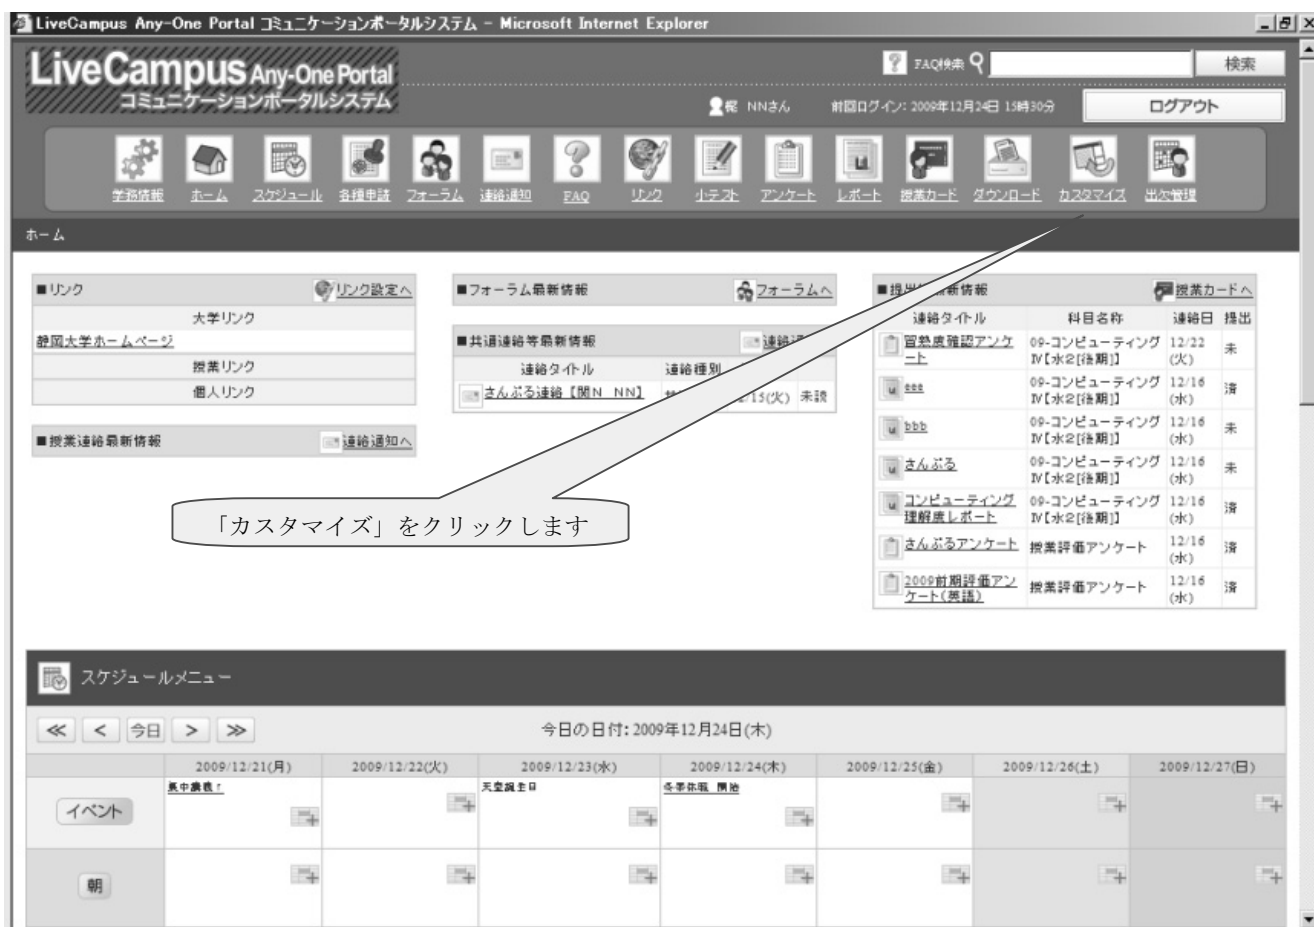 LiveCampus Any-One Portal コミュニケーションポータルシステム - Microsoft Internet Explorer
LiveCampus Any-One Portal
コミュニケーションポータルシステム
FAQ検索 検索
梶 NNさん 前回ログイン: 2009年12月24日 15時30分 ログアウト
学務情報 ホーム スケジュール 各種申請 フォーラム 連絡通知 FAQ リンク 小テスト アンケート レポート 授業カード ダウンロード カスタマイズ 出欠管理
ホーム
■リンク リンク設定へ
大学リンク
静岡大学ホームページ
授業リンク
個人リンク
■授業連絡最新情報 連絡通知へ
■フォーラム最新情報 フォーラムへ
■共通連絡等最新情報 連絡通
連絡タイトル 連絡種別
さんぷる連絡【関N NN】 15(火) 未読
■提出 最新情報 授業カードへ
連絡タイトル 科目名称 連絡日 提出
習熟度確認アンケート 09-コンピューティングⅣ【水2[後期]】 12/22(火) 未
eee 09-コンピューティングⅣ【水2[後期]】 12/16(水) 済
bbb 09-コンピューティングⅣ【水2[後期]】 12/16(水) 未
さんぷる 09-コンピューティングⅣ【水2[後期]】 12/16(水) 未
コンピューティング理解度レポート 09-コンピューティングⅣ【水2[後期]】 12/16(水) 済
さんぷるアンケート 授業評価アンケート 12/16(水) 済
2009前期評価アンケート(英語) 授業評価アンケート 12/16(水) 済
「カスタマイズ」をクリックします
スケジュールメニュー
≪ < 今日 > ≫ 今日の日付: 2009年12月24日(木)
2009/12/21(月) 2009/12/22(火) 2009/12/23(水) 2009/12/24(木) 2009/12/25(金) 2009/12/26(土) 2009/12/27(日)
イベント 集中講義 天皇誕生日 冬季休暇 開始
朝